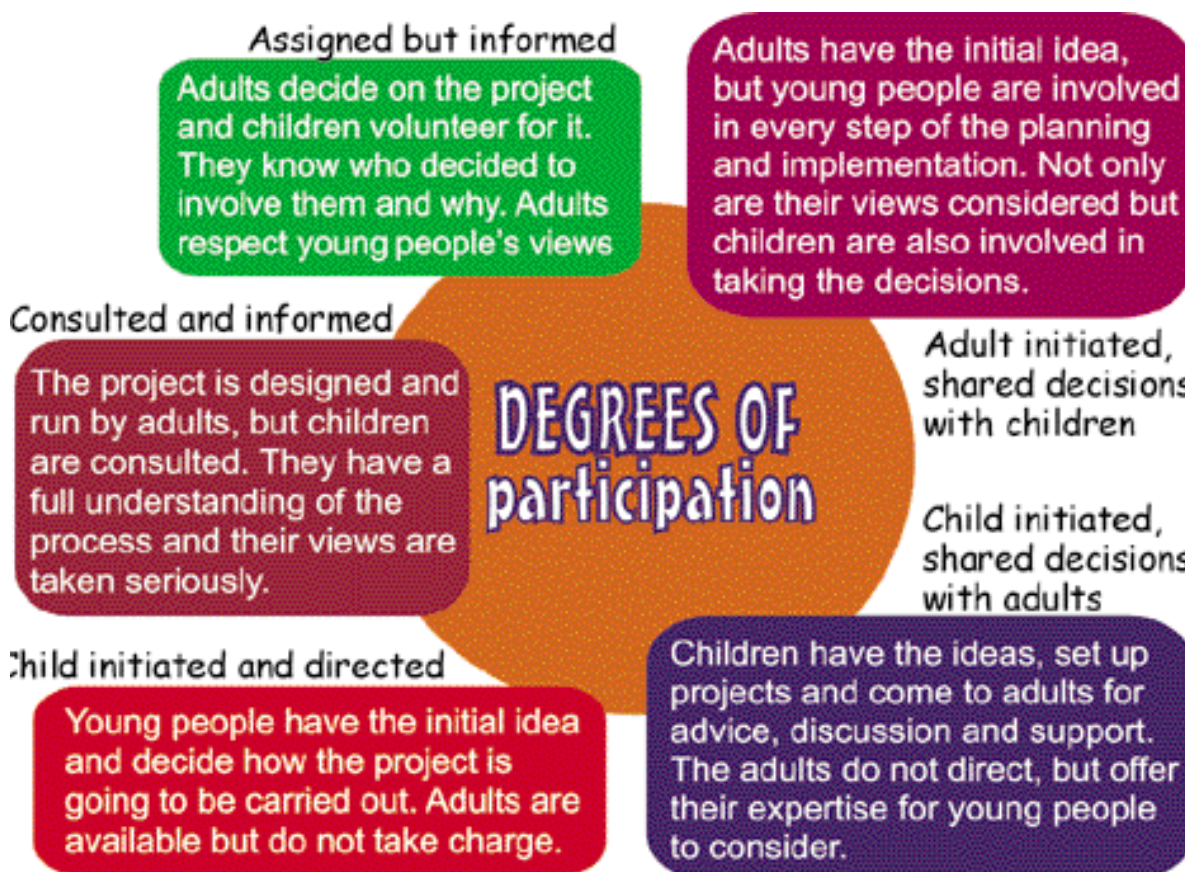 Assigned but informed
Adults decide on the project
and children volunteer for it.
They know who decided to
involve them and why. Adults
respect young people's views
Adults have the initial idea,
but young people are involved
in every step of the planning
and implementation. Not only
are their views considered but
children are also involved in
taking the decisions.
Consulted and informed
The project is designed and
run by adults, but children
are consulted. They have a
full understanding of the
process and their views are
taken seriously.
DEGREES OF
participation
Adult initiated,
shared decisions
with children
Child initiated,
shared decisions
with adults
Child initiated and directed
Young people have the initial idea
and decide how the project is
going to be carried out. Adults are
available but do not take charge.
Children have the ideas, set up
projects and come to adults for
advice, discussion and support.
The adults do not direct, but offer
their expertise for young people
to consider.